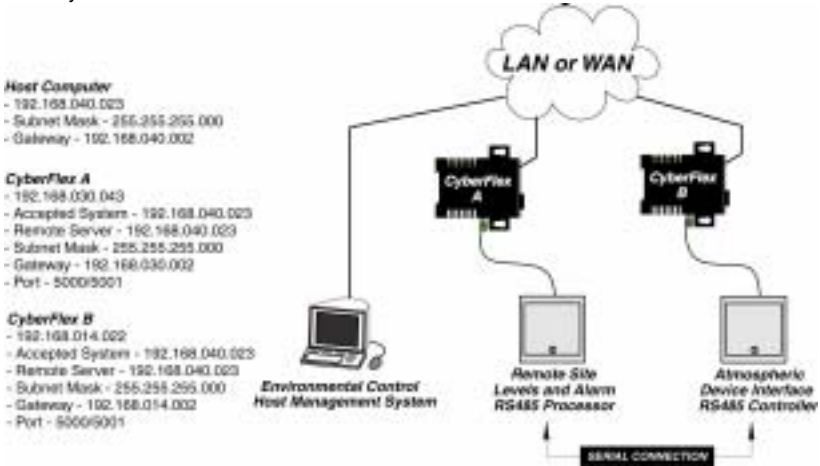 LAN or WAN
Host Computer
- 192.168.040.023
- Subnet Mask - 255.255.255.000
- Gateway - 192.168.040.002
CyberFlex A
- 192.168.030.043
- Accepted System - 192.168.040.023
- Remote Server - 192.168.040.023
- Subnet Mask - 255.255.255.000
- Gateway - 192.168.030.002
- Port - 5000/5001
CyberFlex B
- 192.168.014.022
- Accepted System - 192.168.040.023
- Remote Server - 192.168.040.023
- Subnet Mask - 255.255.255.000
- Gateway - 192.168.014.002
- Port - 5000/5001
CyberFlex
A
CyberFlex
B
Environmental Control
Host Management System
Remote Site
Levels and Alarm
RS485 Processor
Atmospheric
Device Interface
RS485 Controller
SERIAL CONNECTION